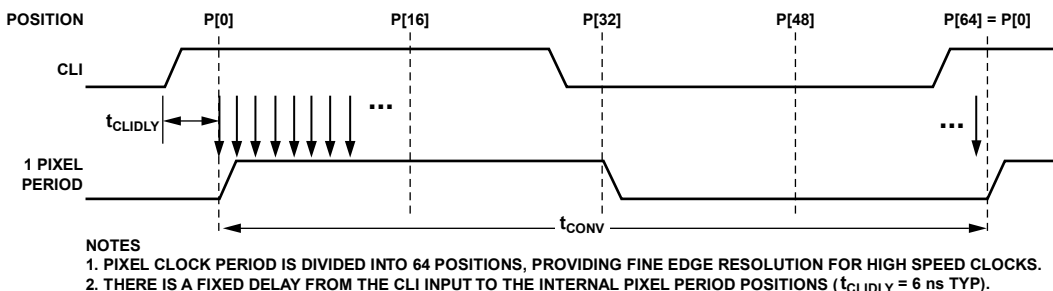 POSITION P[0] P[16] P[32] P[48] P[64] = P[0]
CLI
... ...
tCLIDLY
1 PIXEL
PERIOD
tCONV
NOTES
1. PIXEL CLOCK PERIOD IS DIVIDED INTO 64 POSITIONS, PROVIDING FINE EDGE RESOLUTION FOR HIGH SPEED CLOCKS.
2. THERE IS A FIXED DELAY FROM THE CLI INPUT TO THE INTERNAL PIXEL PERIOD POSITIONS (tCLIDLY = 6 ns TYP).